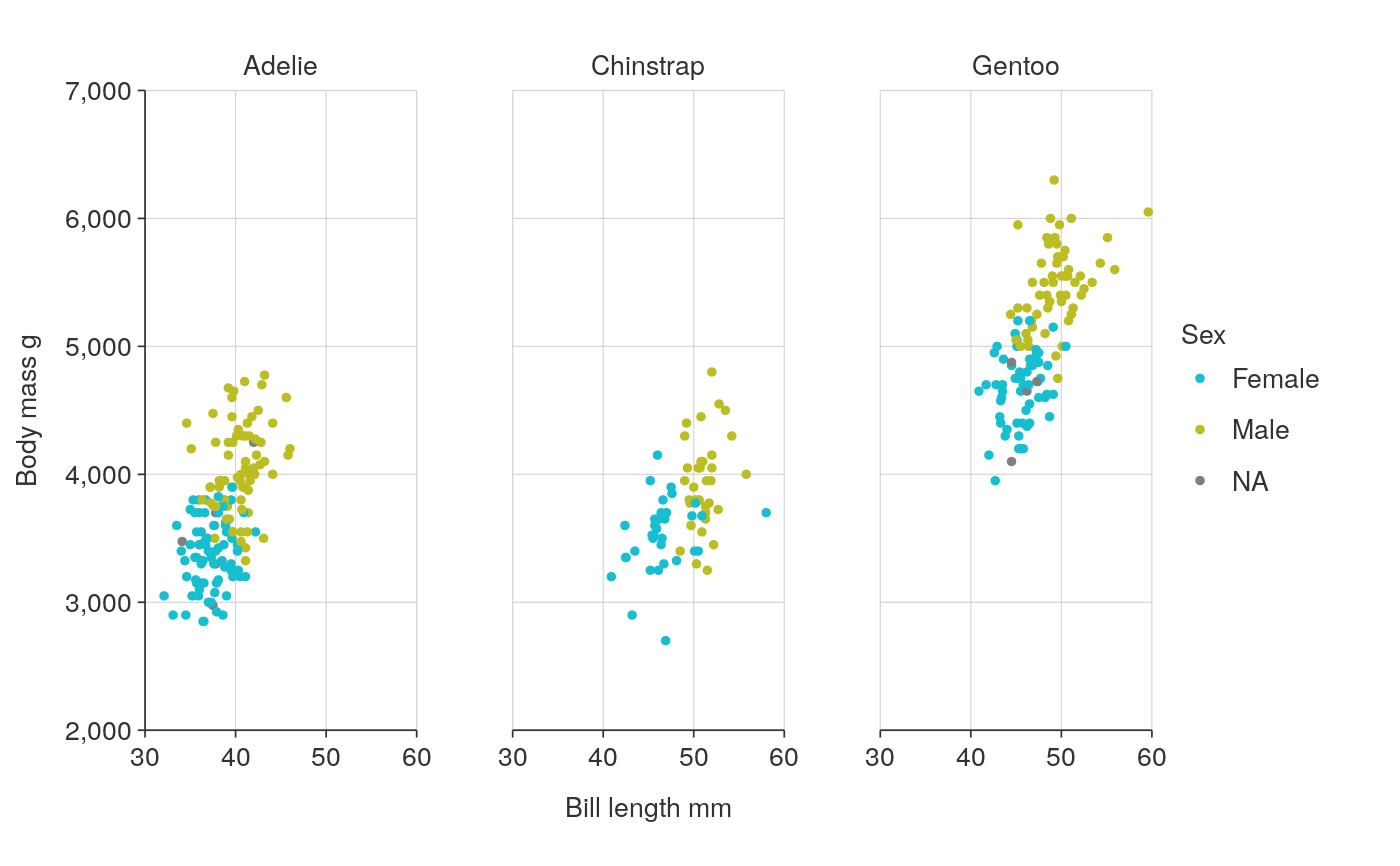 Adelie Chinstrap Gentoo
7,000
6,000
5,000
4,000
3,000
2,000
Body mass g
30 40 50 60 30 40 50 60 30 40 50 60
Bill length mm
Sex
Female
Male
NA